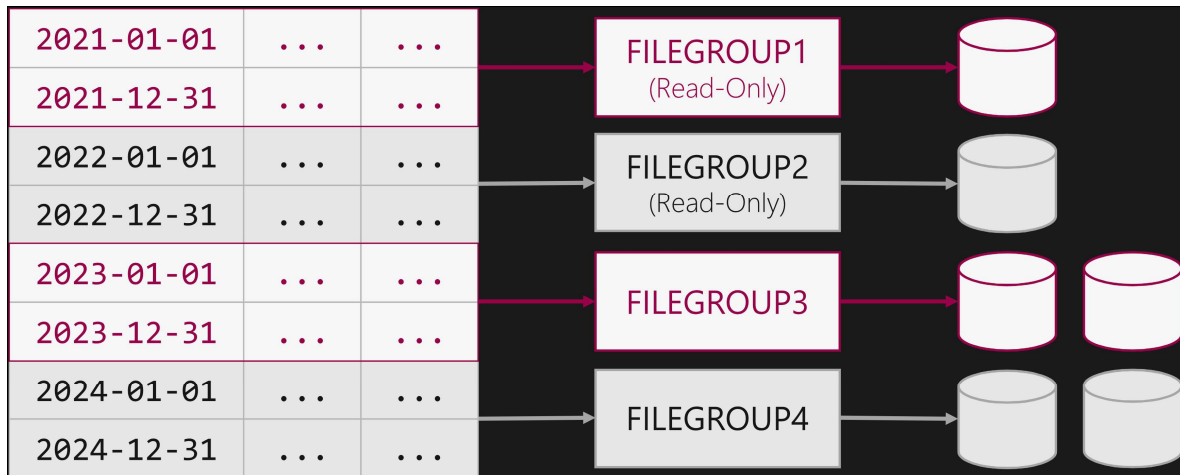 2021-01-01 ... ...
2021-12-31 ... ...
2022-01-01 ... ...
2022-12-31 ... ...
2023-01-01 ... ...
2023-12-31 ... ...
2024-01-01 ... ...
2024-12-31 ... ...
FILEGROUP1
(Read-Only)
FILEGROUP2
(Read-Only)
FILEGROUP3
FILEGROUP4